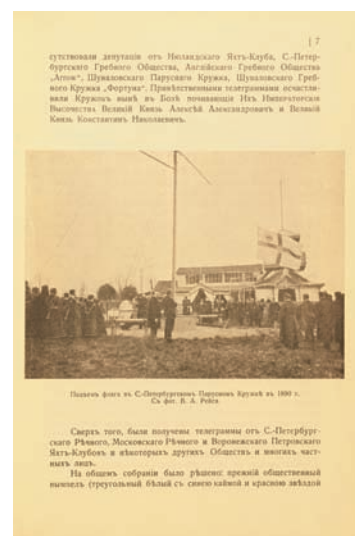 | 7
сутствовали депутаціи отъ Нюландскаго Яхтъ-Клуба, С.-Петер-
бургскаго Гребного Общества, Англійскаго Гребного Общества
„Arrow“, Шуваловскаго Паруснаго Кружка, Шуваловскаго Греб-
ного Кружка „Фортуна“. Привѣтственными телеграммами осчастли-
вили Кружокъ нынѣ въ Бозѣ почивающіе Ихъ Императорскіе
Высочества Великій Князь Алексѣй Александровичъ и Великій
Князь Константинъ Николаевичъ.
Подъемъ флага въ С.-Петербургскомъ Парусномъ Кружкѣ въ 1890 г.
Съ фот. В. А. Рейса
Сверхъ того, были получены телеграммы отъ С.-Петербург-
скаго Рѣчного, Московскаго Рѣчного и Воронежскаго Петровскаго
Яхтъ-Клубовъ и нѣкоторыхъ другихъ Обществъ и многихъ част-
ныхъ лицъ.
На общемъ собраніи было рѣшено: прежній общественный
вымпелъ (треугольный бѣлый съ синею каймой и красною звѣздой